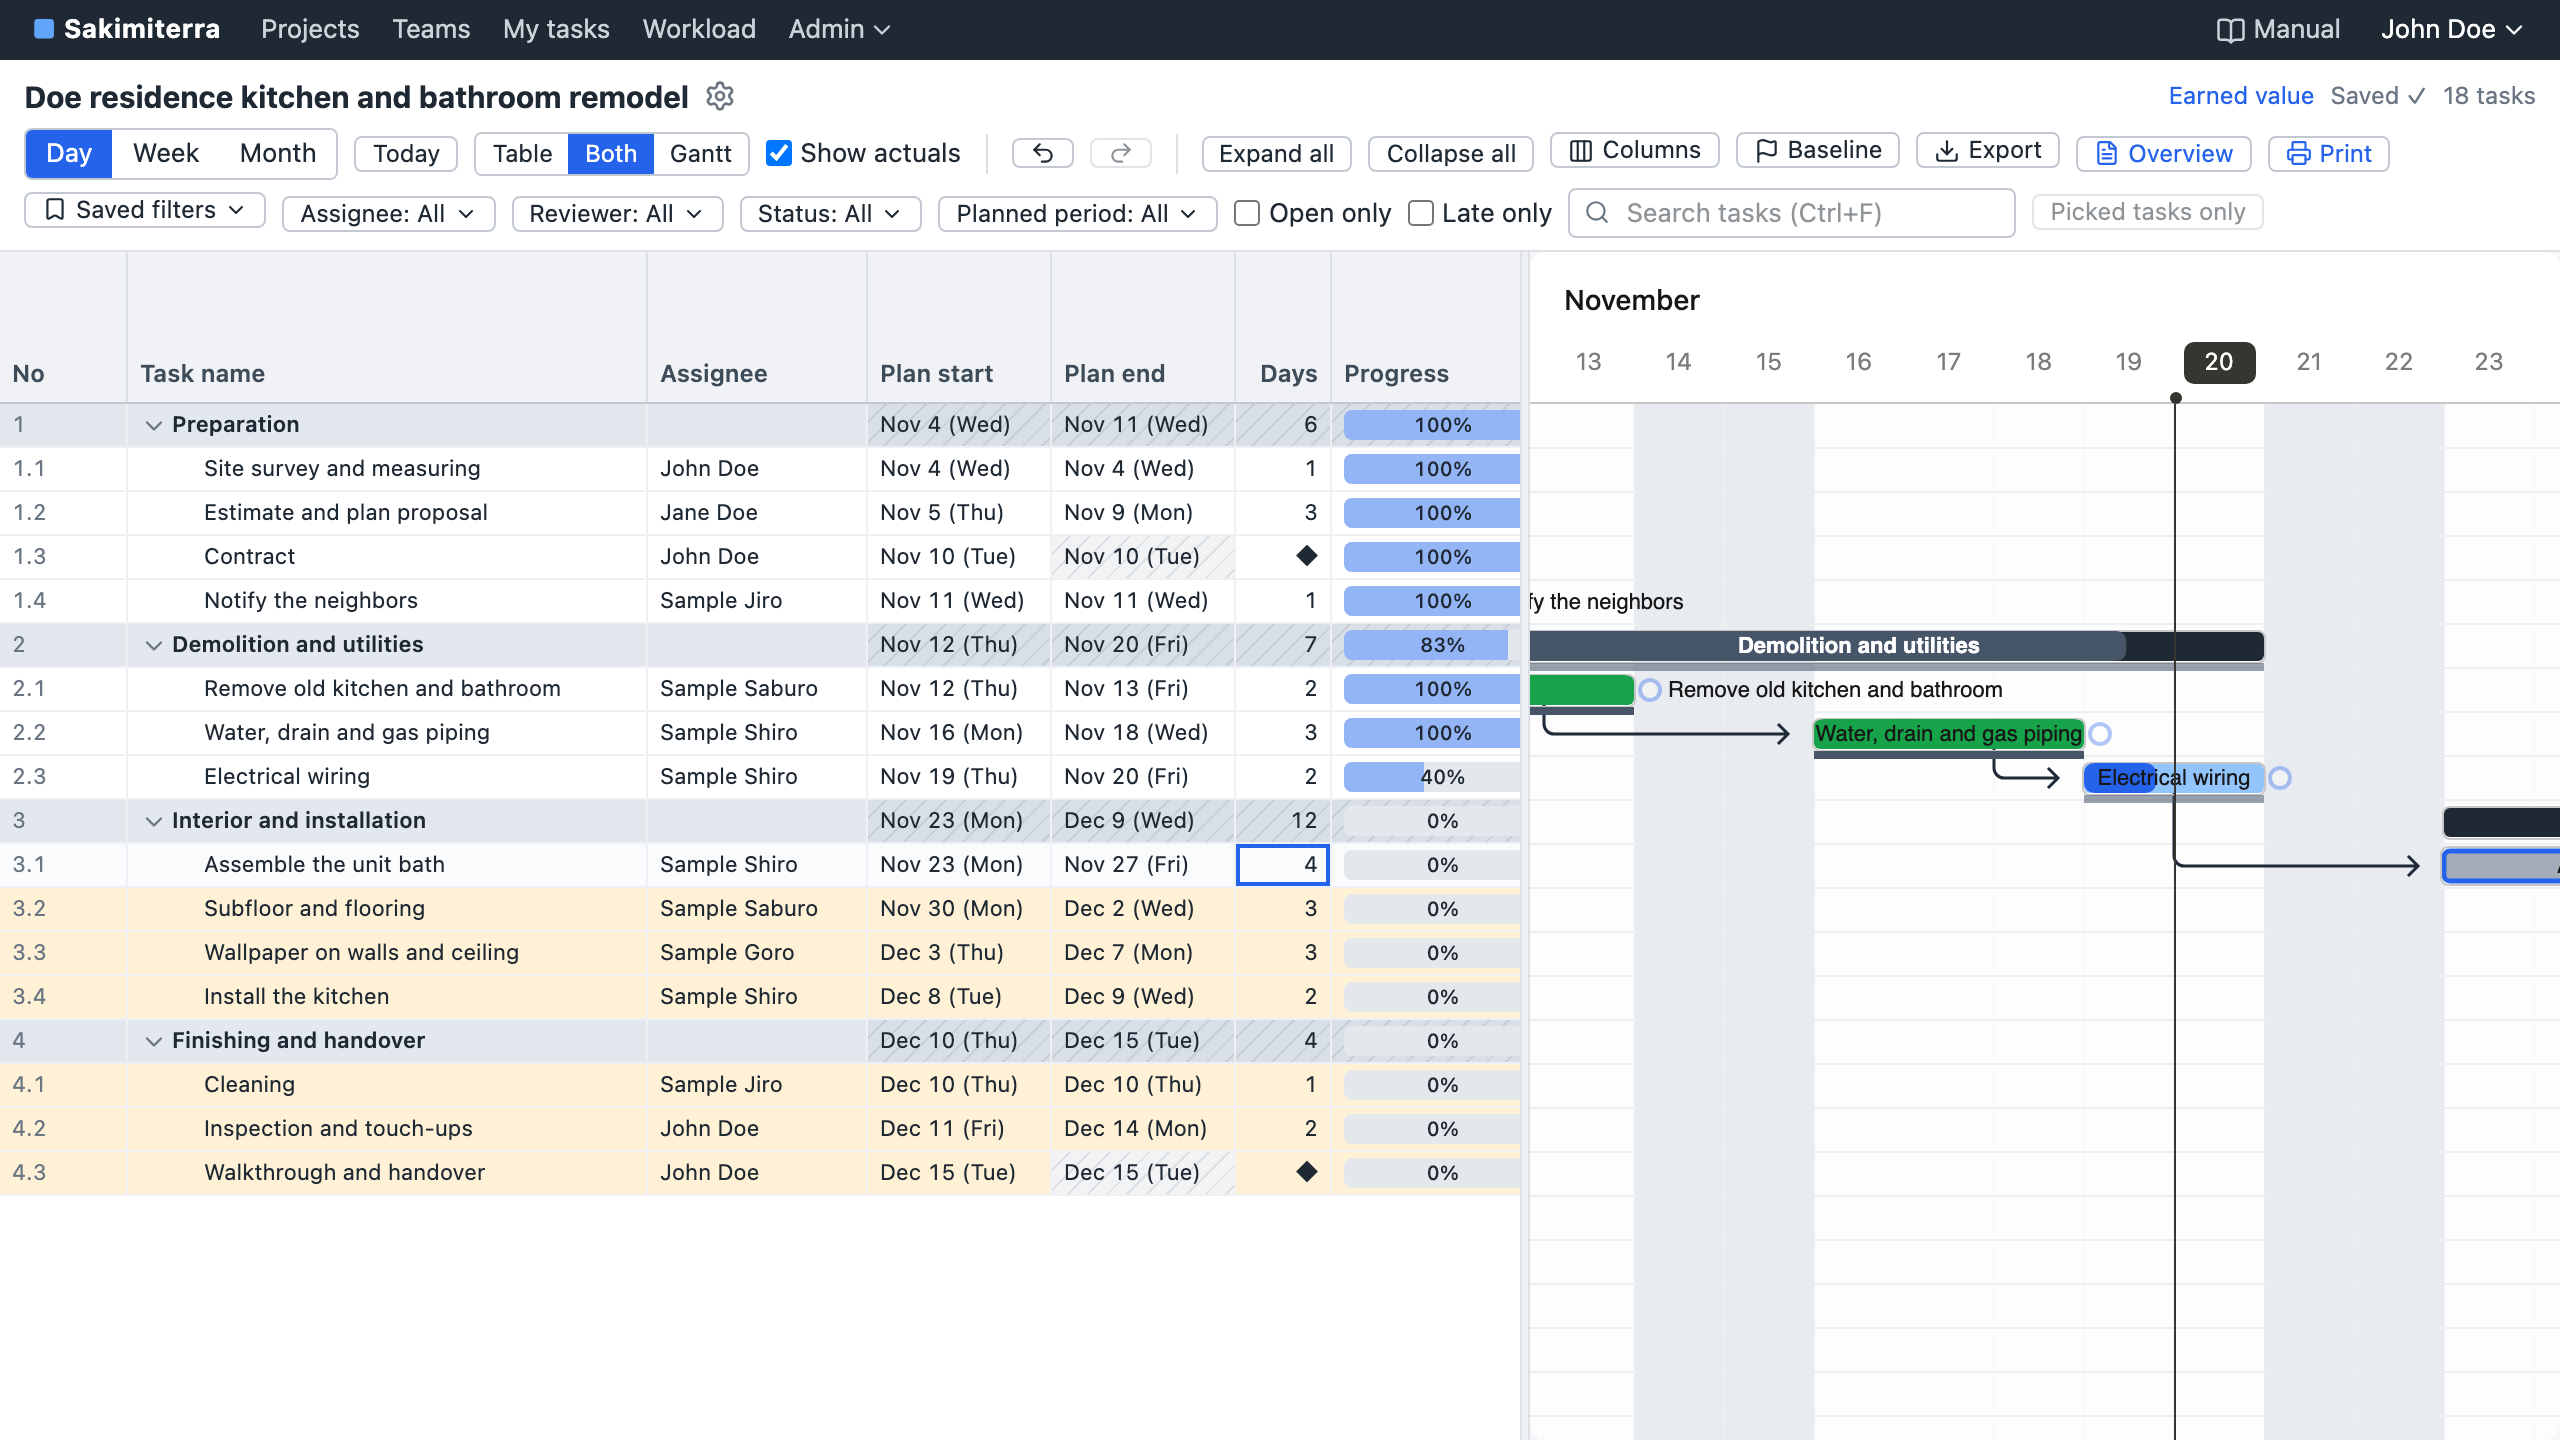 Sakimiterra Projects Teams My tasks Workload Admin Manual John Doe
Doe residence kitchen and bathroom remodel Earned value Saved 18 tasks
Day Week Month Today Table Both Gantt Show actuals Expand all Collapse all Columns Baseline Export Overview Print
Saved filters Assignee: All Reviewer: All Status: All Planned period: All Open only Late only Search tasks (Ctrl+F) Picked tasks only
November
13 14 15 16 17 18 19 20 21 22 23
No Task name Assignee Plan start Plan end Days Progress
1 Preparation Nov 4 (Wed) Nov 11 (Wed) 6 100%
1.1 Site survey and measuring John Doe Nov 4 (Wed) Nov 4 (Wed) 1 100%
1.2 Estimate and plan proposal Jane Doe Nov 5 (Thu) Nov 9 (Mon) 3 100%
1.3 Contract John Doe Nov 10 (Tue) Nov 10 (Tue) 100%
1.4 Notify the neighbors Sample Jiro Nov 11 (Wed) Nov 11 (Wed) 1 100% fy the neighbors
2 Demolition and utilities Nov 12 (Thu) Nov 20 (Fri) 7 83% Demolition and utilities
2.1 Remove old kitchen and bathroom Sample Saburo Nov 12 (Thu) Nov 13 (Fri) 2 100% Remove old kitchen and bathroom
2.2 Water, drain and gas piping Sample Shiro Nov 16 (Mon) Nov 18 (Wed) 3 100% Water, drain and gas piping
2.3 Electrical wiring Sample Shiro Nov 19 (Thu) Nov 20 (Fri) 2 40% Electrical wiring
3 Interior and installation Nov 23 (Mon) Dec 9 (Wed) 12 0%
3.1 Assemble the unit bath Sample Shiro Nov 23 (Mon) Nov 27 (Fri) 4 0%
3.2 Subfloor and flooring Sample Saburo Nov 30 (Mon) Dec 2 (Wed) 3 0%
3.3 Wallpaper on walls and ceiling Sample Goro Dec 3 (Thu) Dec 7 (Mon) 3 0%
3.4 Install the kitchen Sample Shiro Dec 8 (Tue) Dec 9 (Wed) 2 0%
4 Finishing and handover Dec 10 (Thu) Dec 15 (Tue) 4 0%
4.1 Cleaning Sample Jiro Dec 10 (Thu) Dec 10 (Thu) 1 0%
4.2 Inspection and touch-ups John Doe Dec 11 (Fri) Dec 14 (Mon) 2 0%
4.3 Walkthrough and handover John Doe Dec 15 (Tue) Dec 15 (Tue) 0%